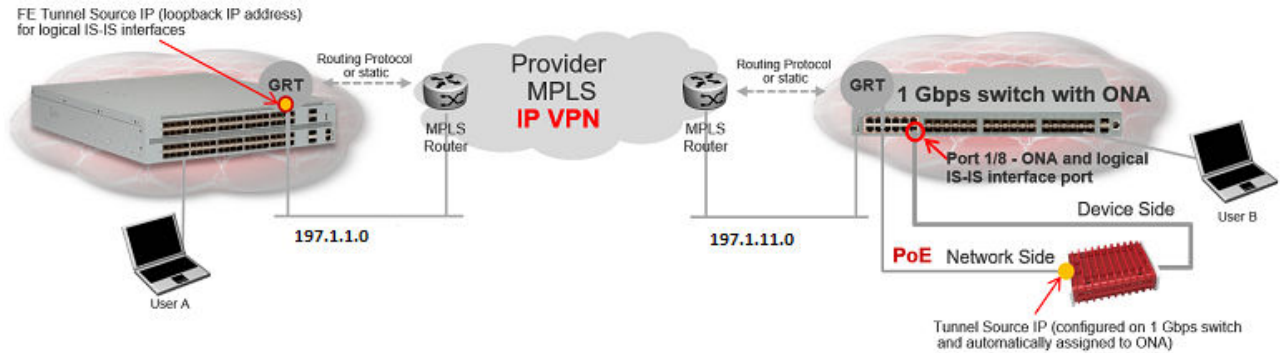 FE Tunnel Source IP (loopback IP address)
for logical IS-IS interfaces
GRT
Routing Protocol
or static
MPLS
Router
Provider
MPLS
IP VPN
Routing Protocol
or static
MPLS
Router
GRT
1 Gbps switch with ONA
Port 1/8 - ONA and logical
IS-IS interface port
User A
197.1.1.0
197.1.11.0
Device Side
User B
PoE
Network Side
Tunnel Source IP (configured on 1 Gbps switch
and automatically assigned to ONA)